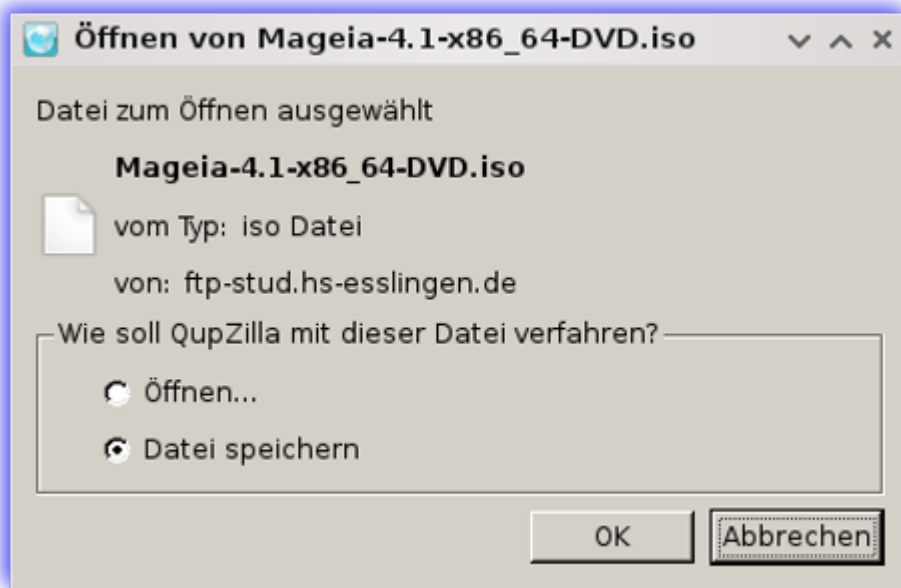 Öffnen von Mageia-4.1-x86_64-DVD.iso
Datei zum Öffnen ausgewählt
Mageia-4.1-x86_64-DVD.iso
vom Typ: iso Datei
von: ftp-stud.hs-esslingen.de
Wie soll QupZilla mit dieser Datei verfahren?
Öffnen...
Datei speichern
OK Abbrechen